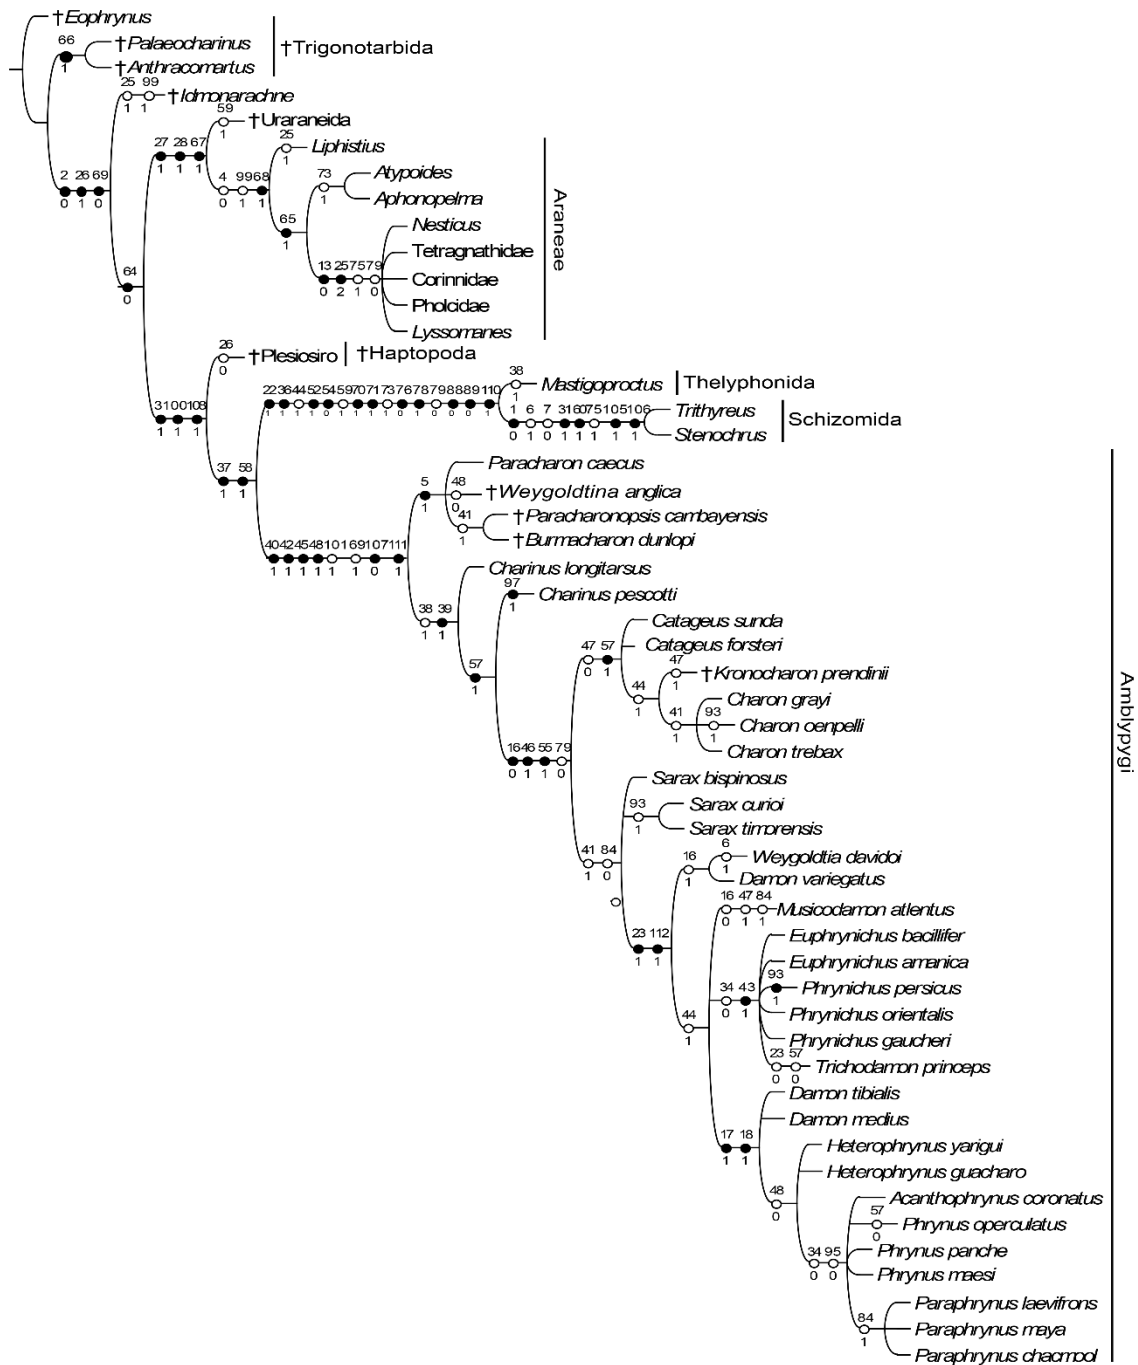 †Eophrynus
66
†Palaeocharinus
1
†Anthracomartus
†Trigonotarbida
25 99
†Idmonarachne
1 1
59
†Uraraneida
1
27 28 67
1 1 1
25
Liphistius
1
2 26 69
0 1 0
4 99 68
0 1 1
73
Atypoides
1
Aphonopelma
65
1
Nesticus
Tetragnathidae
13 25 75 79
Corinnidae
0 2 1 0
Pholcidae
Lyssomanes
Araneae
64
0
26
†Plesiosiro
†Haptopoda
0
38
Mastigoproctus
Thelyphonida
1
31 100 108
1 1 1
Trithyreus
Stenochrus
Schizomida
37 58
1 1
Paracharon caecus
5
1
48
†Weygoldtina anglica
0
41
†Paracharonopsis cambayensis
1
†Burmacharon dunlopi
40 42 45 48 101 69 107 111
1 1 1 1 1 1 0 1
Charinus longitarsus
97
Charinus pescotti
1
38 39
1 1
57
1
Catageus sunda
47 57
Catageus forsteri
0 1
47
†Kronocharon prendinii
1
44
1
Charon grayi
41 93
Charon oenpelli
1 1
Charon trebax
16 46 55 79
0 1 1 0
Sarax bispinosus
93
Sarax curioi
1
Sarax timorensis
41 84
1 0
6
Weygoldtia davidoi
1
16
1
Damon variegatus
16 47 84
Musicodamon atlentus
0 1 1
23 112
1 1
Euphrynichus bacillifer
Euphrynichus amanica
93
Phrynichus persicus
1
34 43
0 1
Phrynichus orientalis
44
1
Phrynichus gaucheri
23 57
Trichodamon princeps
0 0
Damon tibialis
Damon medius
17 18
1 1
Heterophrynus yarigui
Heterophrynus guacharo
48
0
Acanthophrynus coronatus
57
Phrynus operculatus
0
Phrynus panche
34 95
0 0
Phrynus maesi
Paraphrynus laevifrons
84
Paraphrynus maya
1
Paraphrynus chacmpol
Amblypygi